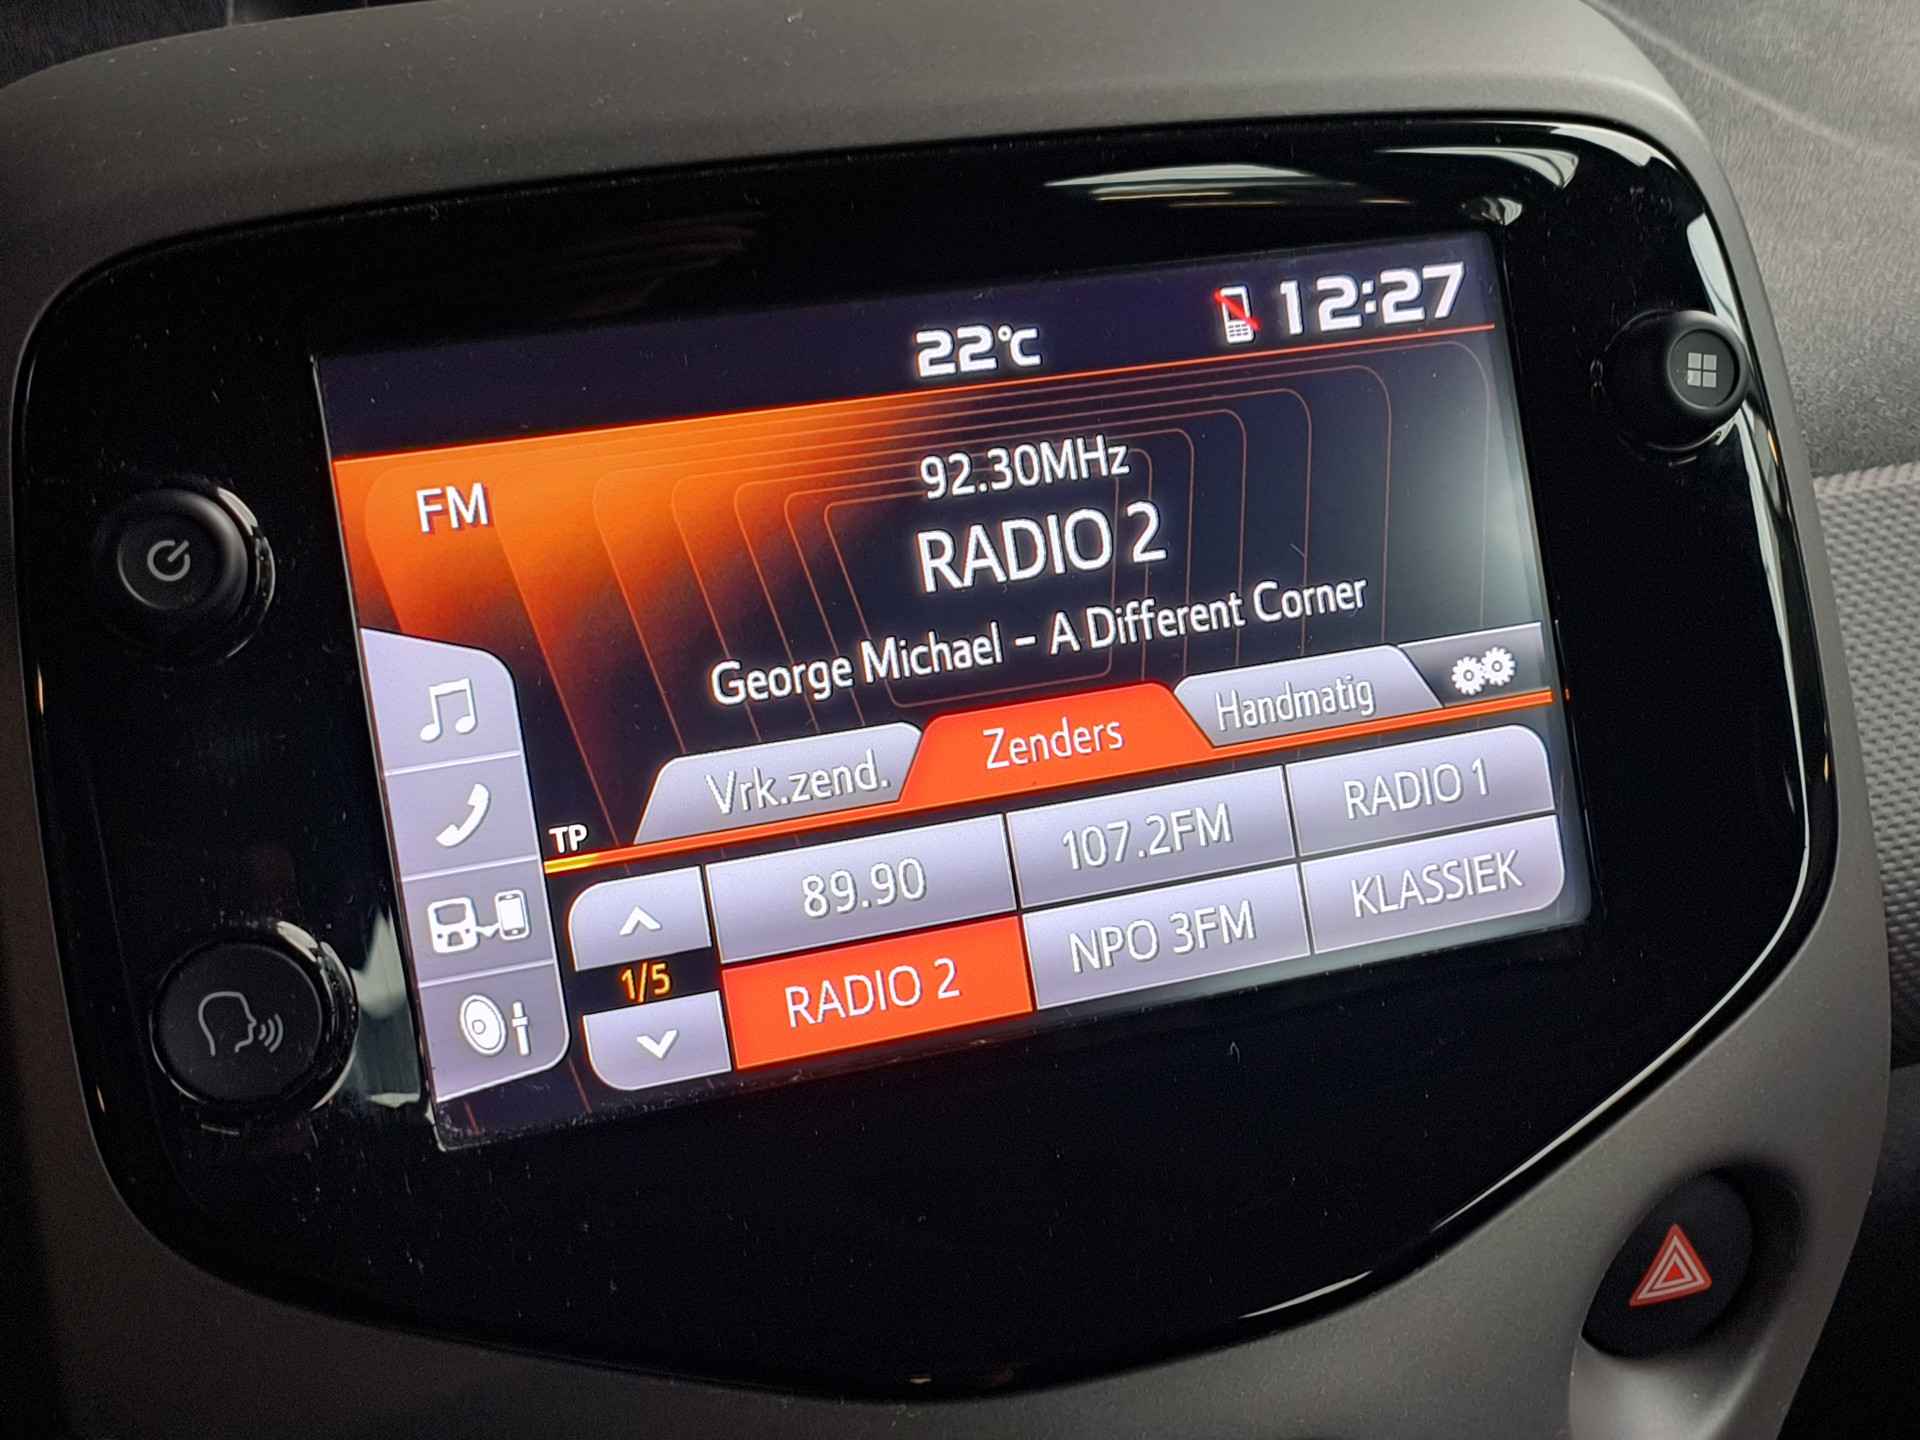 22°C 12:27
FM
92.30MHz
RADIO 2
George Michael - A Different Corner
Vrk.zend. Zenders Handmatig
TP
89.90 107.2FM RADIO 1
1/5
RADIO 2 NPO 3FM KLASSIEK